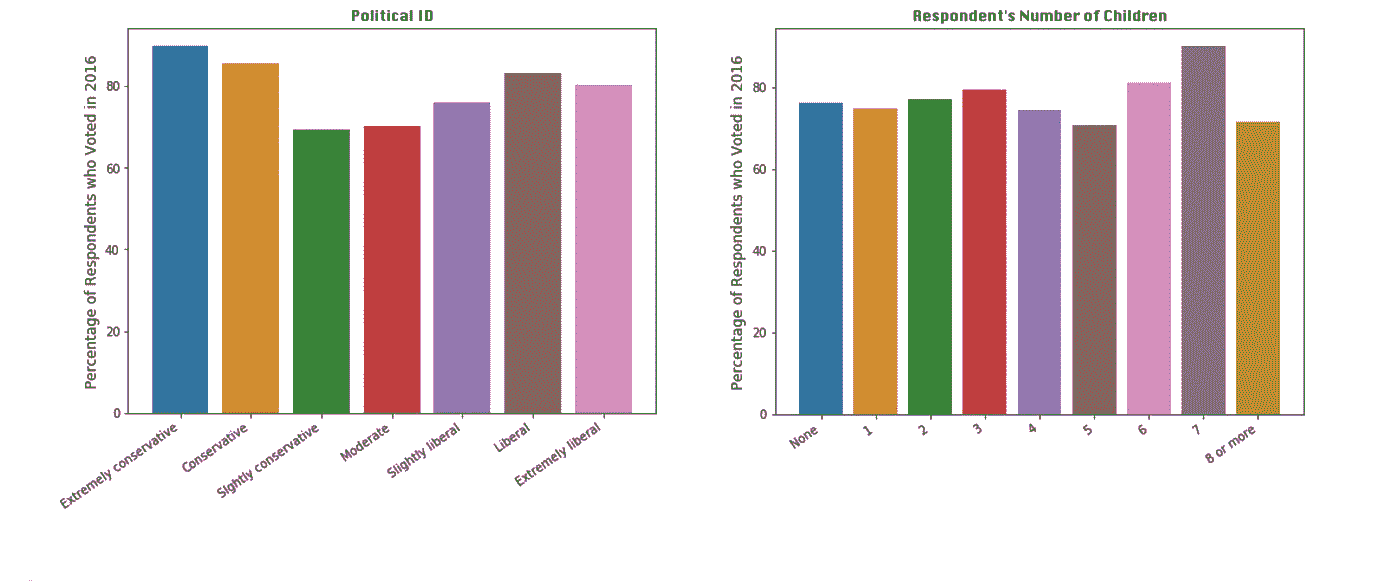 Political ID
Percentage of Respondents who Voted in 2016
80
60
40
20
0
Extremely conservative
Conservative
Slghtly conservative
Moderate
Slightly liberal
Liberal
Extremely liberal
Respondent's Number of Children
Percentage of Respondents who Voted in 2016
80
60
40
20
0
None
1
2
3
4
5
6
7
8 or more